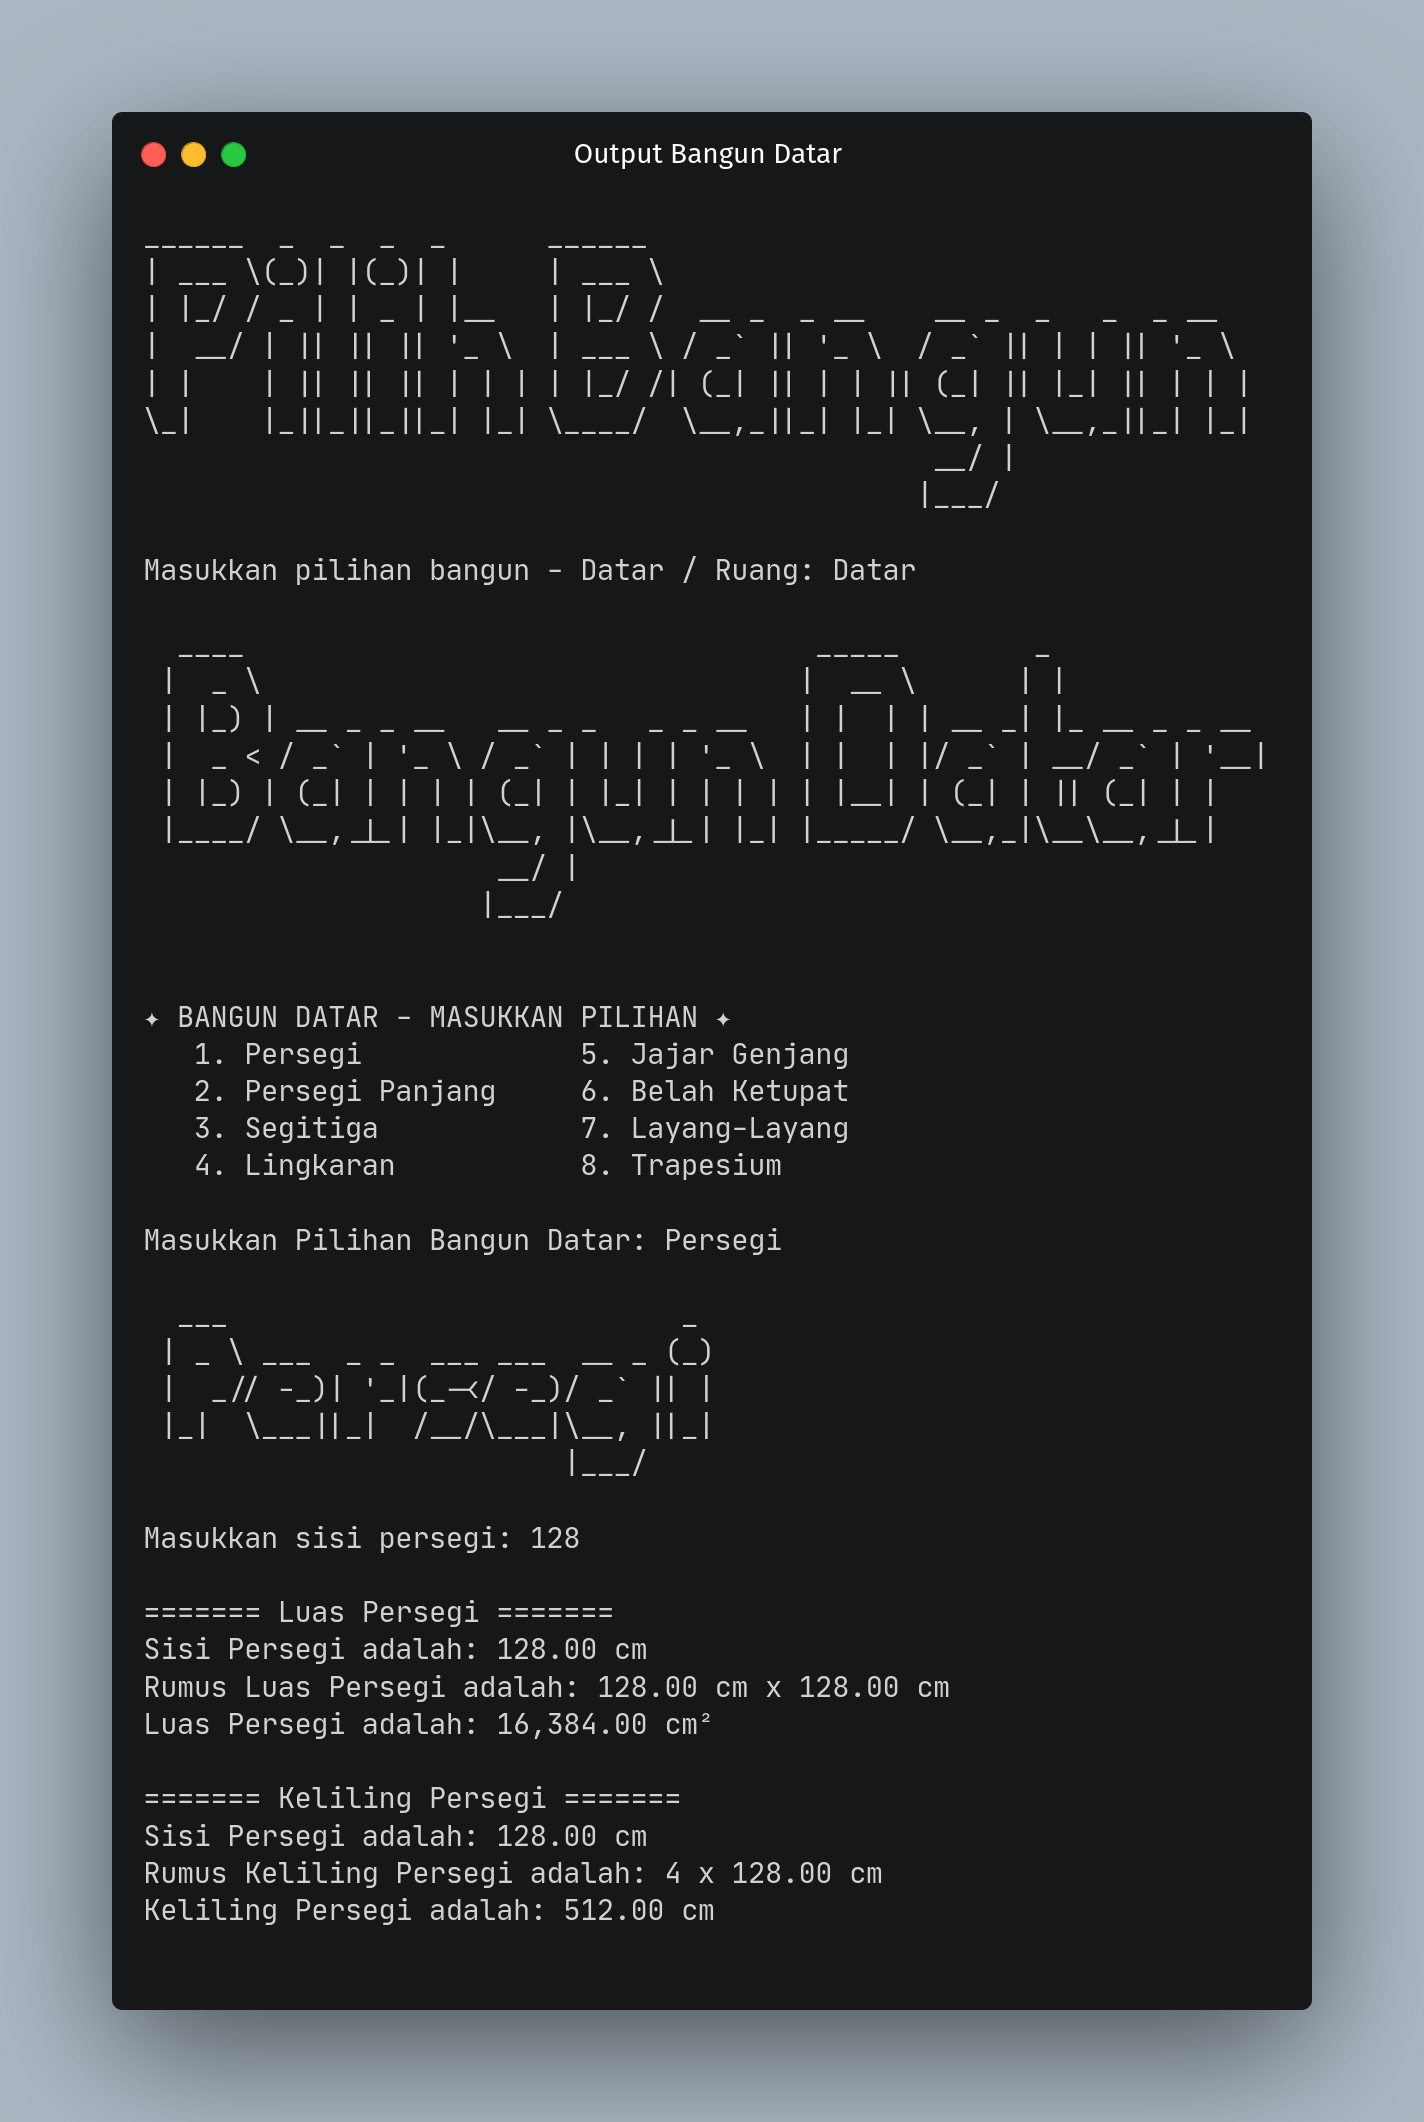 Output Bangun Datar
Pilih Bangun
Masukkan pilihan bangun - Datar / Ruang: Datar
Bangun Datar
✦ BANGUN DATAR - MASUKKAN PILIHAN ✦
1. Persegi 5. Jajar Genjang
2. Persegi Panjang 6. Belah Ketupat
3. Segitiga 7. Layang-Layang
4. Lingkaran 8. Trapesium
Masukkan Pilihan Bangun Datar: Persegi
Persegi
Masukkan sisi persegi: 128
======= Luas Persegi =======
Sisi Persegi adalah: 128.00 cm
Rumus Luas Persegi adalah: 128.00 cm x 128.00 cm
Luas Persegi adalah: 16,384.00 cm²
======= Keliling Persegi =======
Sisi Persegi adalah: 128.00 cm
Rumus Keliling Persegi adalah: 4 x 128.00 cm
Keliling Persegi adalah: 512.00 cm